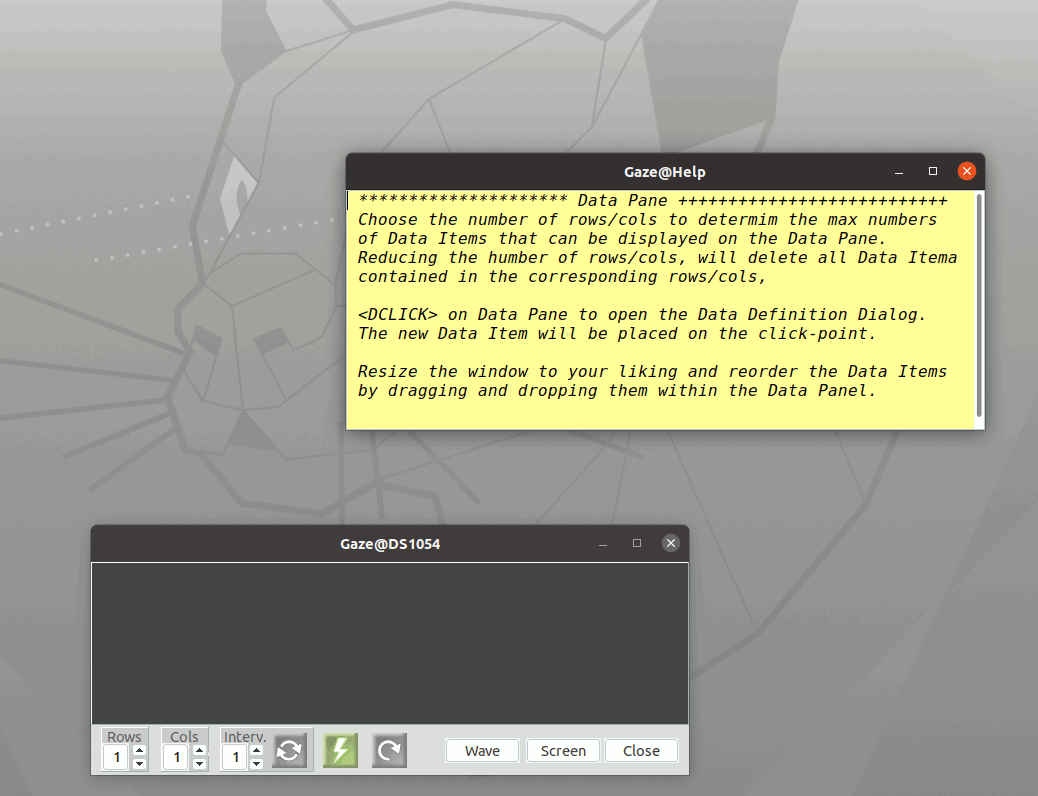 Gaze@Help
********************* Data Pane +++++++++++++++++++++++++++
Choose the number of rows/cols to determim the max numbers
of Data Items that can be displayed on the Data Pane.
Reducing the humber of rows/cols, will delete all Data Itema
contained in the corresponding rows/cols,
<DCLICK> on Data Pane to open the Data Definition Dialog.
The new Data Item will be placed on the click-point.
Resize the window to your liking and reorder the Data Items
by dragging and dropping them within the Data Panel.
Gaze@DS1054
Rows Cols Interv.
1 1 1 Wave Screen Close